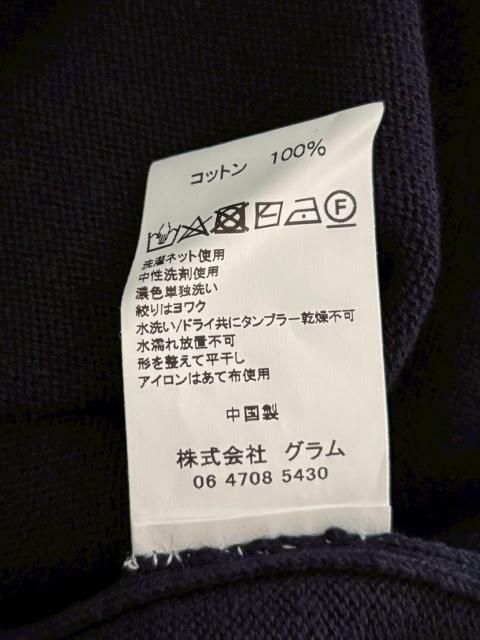 コットン 100%
F
洗濯ネット使用
中性洗剤使用
濃色単独洗い
絞りはヨワク
水洗い/ドライ共にタンブラー乾燥不可
水濡れ放置不可
形を整えて平干し
アイロンはあて布使用
中国製
株式会社 グラム
06 4708 5430